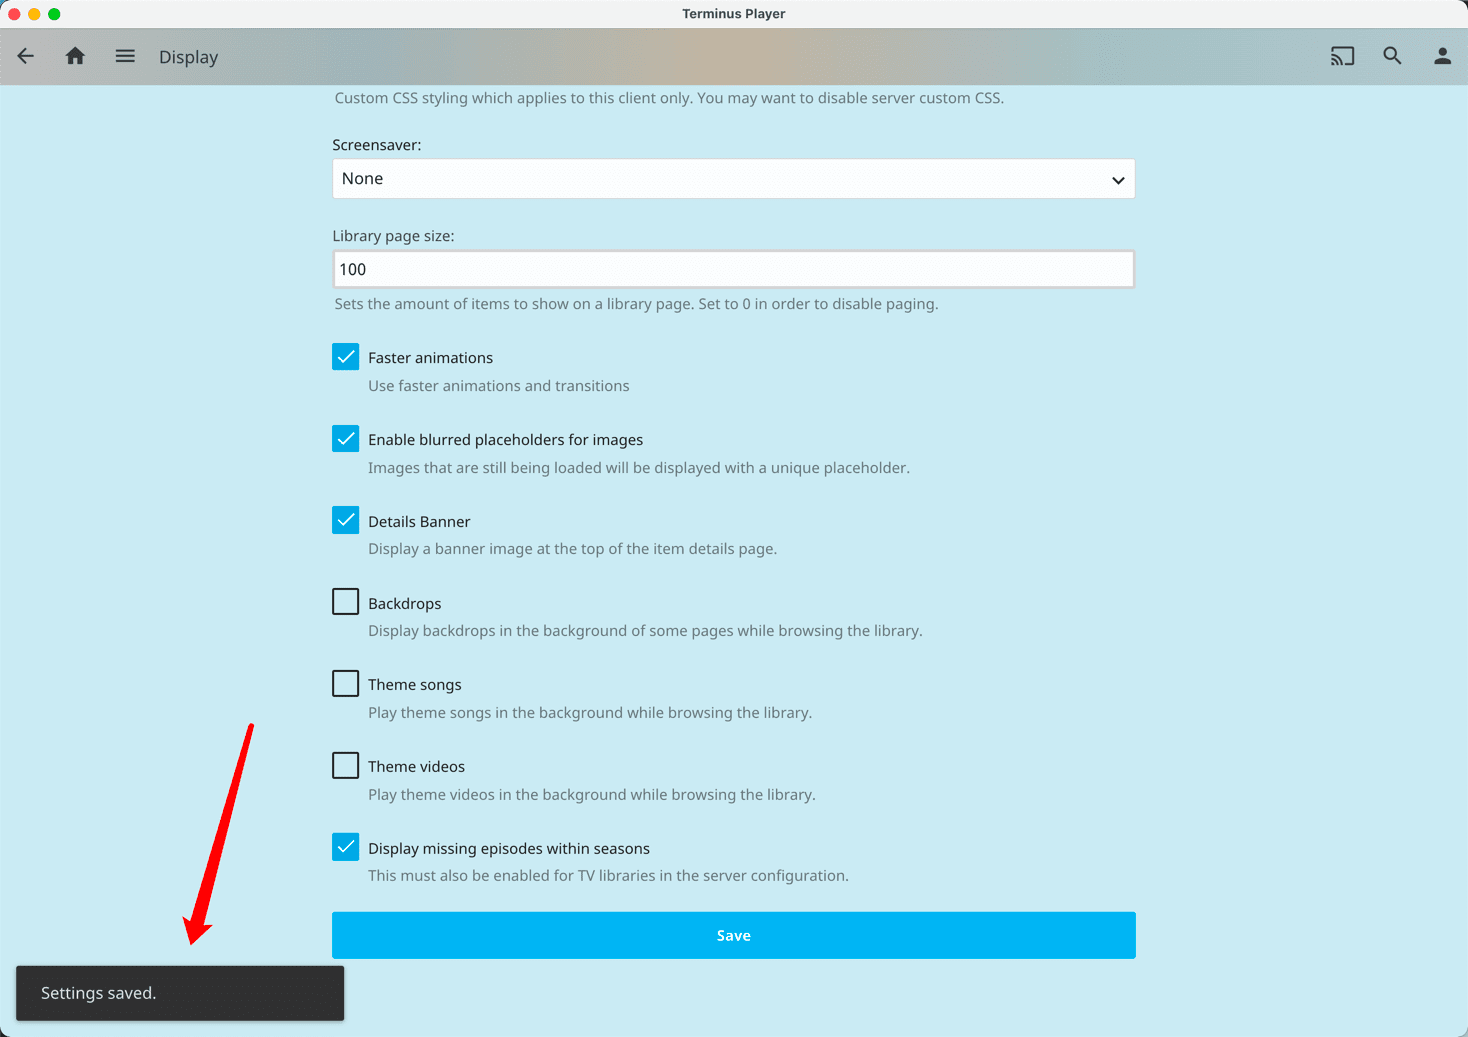 Terminus Player
Display
Custom CSS styling which applies to this client only. You may want to disable server custom CSS.
Screensaver:
None
Library page size:
100
Sets the amount of items to show on a library page. Set to 0 in order to disable paging.
Faster animations
Use faster animations and transitions
Enable blurred placeholders for images
Images that are still being loaded will be displayed with a unique placeholder.
Details Banner
Display a banner image at the top of the item details page.
Backdrops
Display backdrops in the background of some pages while browsing the library.
Theme songs
Play theme songs in the background while browsing the library.
Theme videos
Play theme videos in the background while browsing the library.
Display missing episodes within seasons
This must also be enabled for TV libraries in the server configuration.
Save
Settings saved.